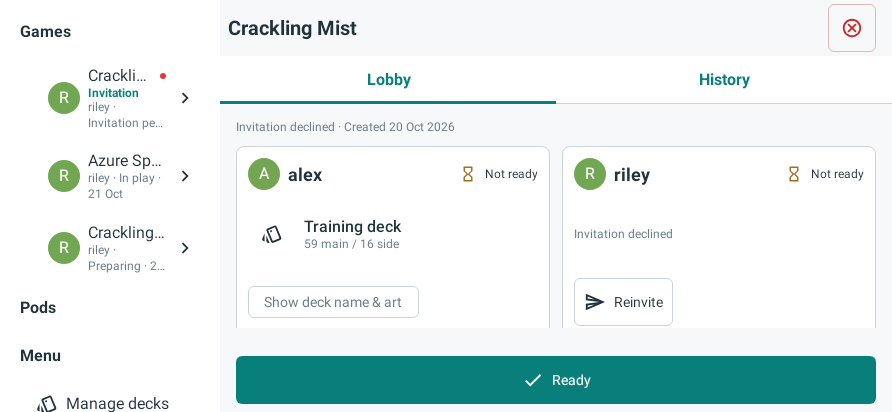 Games
R
Crackli...
Invitation
riley ·
Invitation pe...
R
Azure Sp...
riley · In play ·
21 Oct
R
Crackling...
riley ·
Preparing · 2...
Pods
Menu
Manage decks
Crackling Mist
Lobby
History
Invitation declined · Created 20 Oct 2026
A
alex
Not ready
Training deck
59 main / 16 side
Show deck name & art
R
riley
Not ready
Invitation declined
Reinvite
Ready